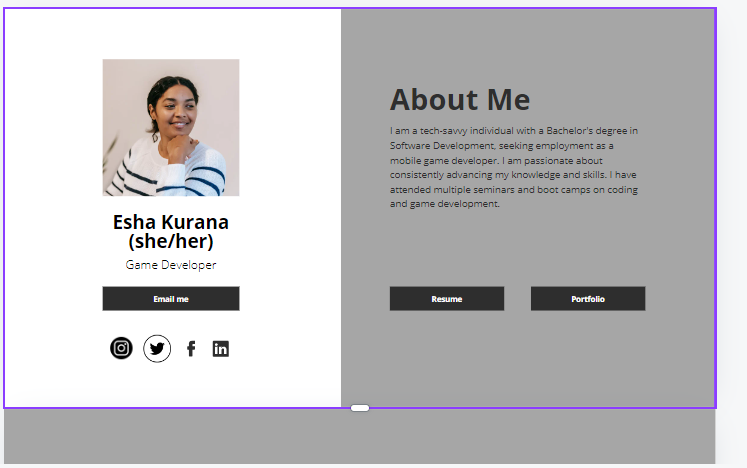 Esha Kurana
(she/her)
Game Developer
Email me
About Me
I am a tech-savvy individual with a Bachelor's degree in
Software Development, seeking employment as a
mobile game developer. I am passionate about
consistently advancing my knowledge and skills. I have
attended multiple seminars and boot camps on coding
and game development.
Resume
Portfolio